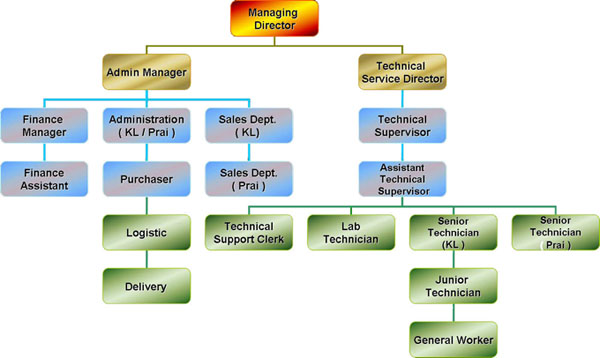 Managing
Director
Admin Manager
Technical
Service Director
Finance
Manager
Administration
( KL / Prai )
Sales Dept.
( KL)
Technical
Supervisor
Finance
Assistant
Purchaser
Sales Dept.
( Prai )
Assistant
Technical
Supervisor
Logistic
Technical
Support Clerk
Lab
Technician
Senior
Technician
(KL )
Senior
Technician
( Prai )
Delivery
Junior
Technician
General Worker